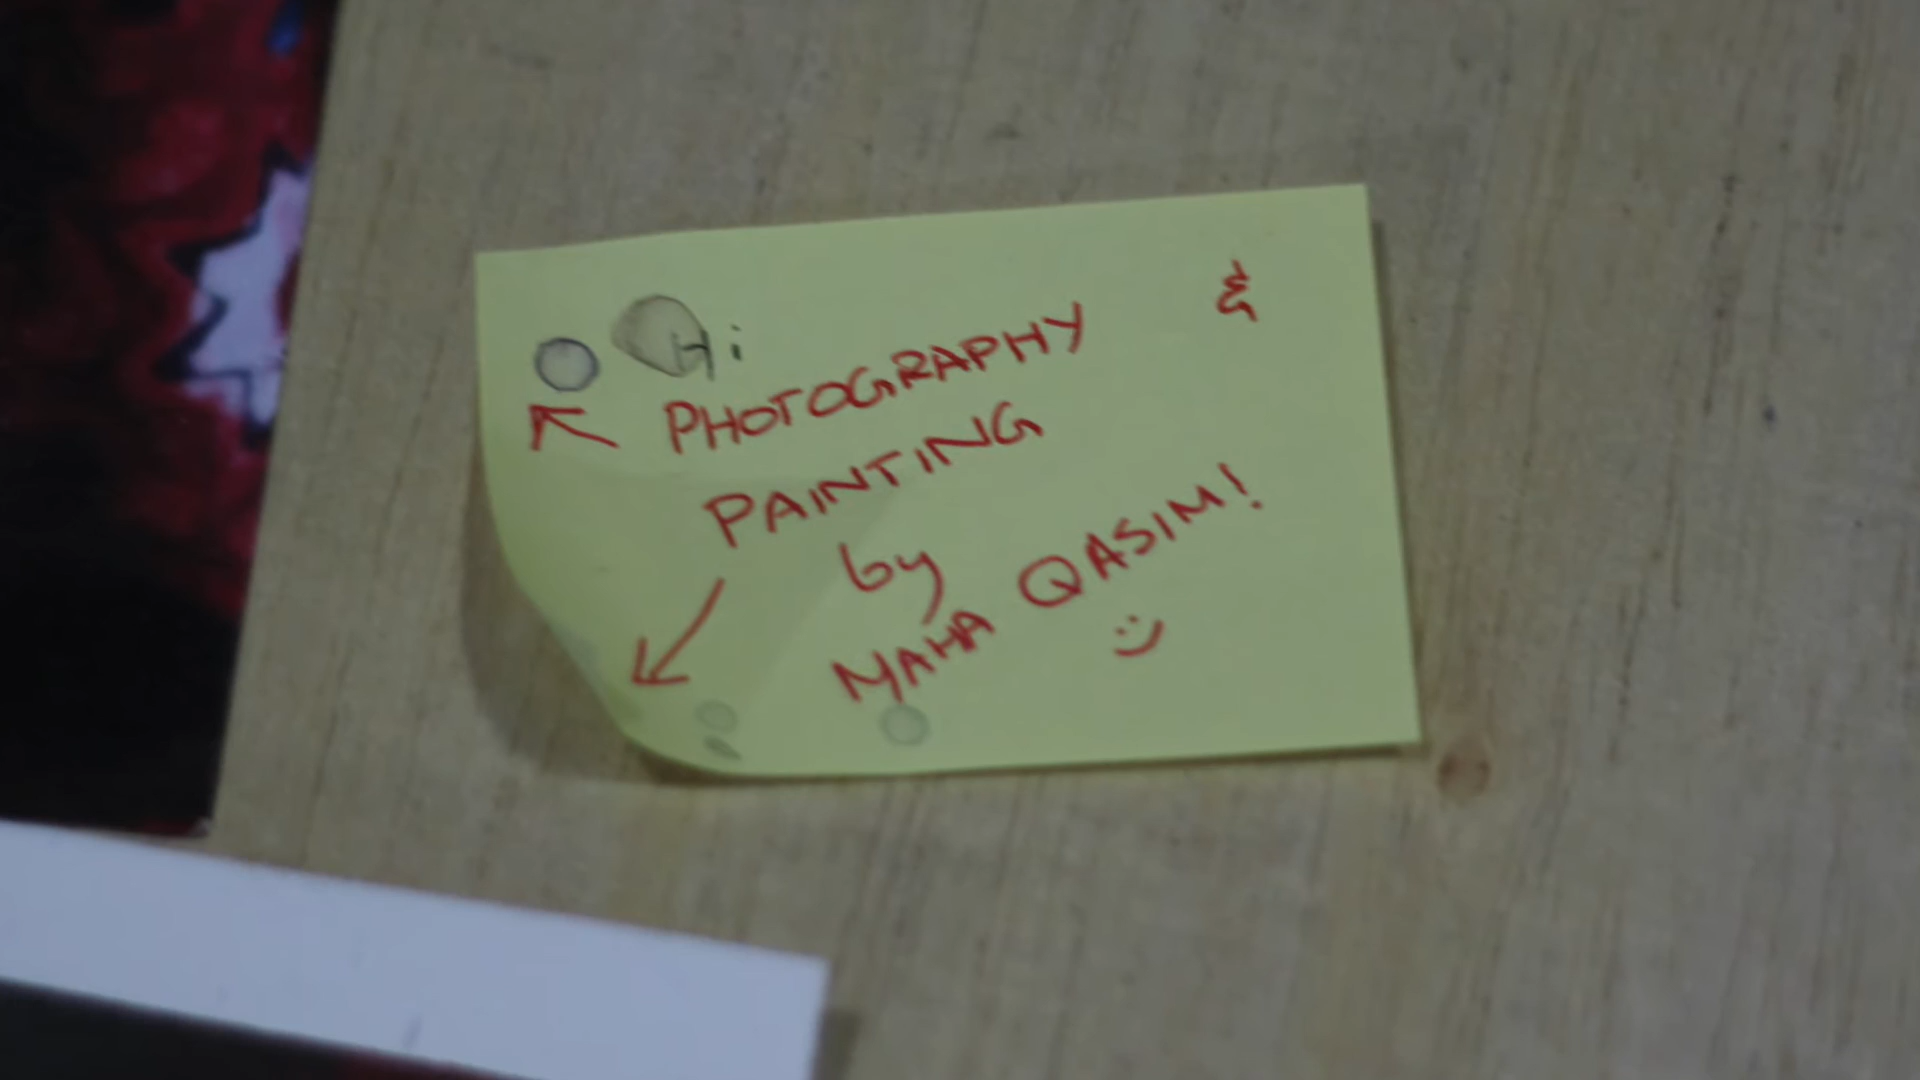 Hi
PHOTOGRAPHY &
PAINTING
by
MAHA QASIM!